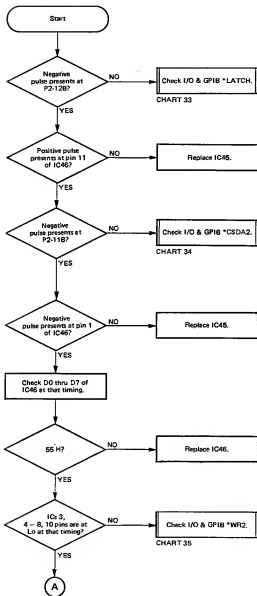 Start
Negative
pulse presents at
P2-12B?
NO
Check I/O & GPIB *LATCH.
CHART 33
YES
Positive pulse
presents at pin 11
of IC46?
NO
Replace IC45.
YES
Negative
pulse presents at
P2-11B?
NO
Check I/O & GPIB *CSDA2.
CHART 34
YES
Negative
pulse presents at pin 1
of IC46?
NO
Replace IC45.
YES
Check D0 thru D7 of
IC46 at that timing.
55 H?
NO
Replace IC46.
YES
ICs 3,
4 – 8, 10 pins are at
Lo at that timing?
NO
Check I/O & GPIB *WR2.
CHART 35
YES
A